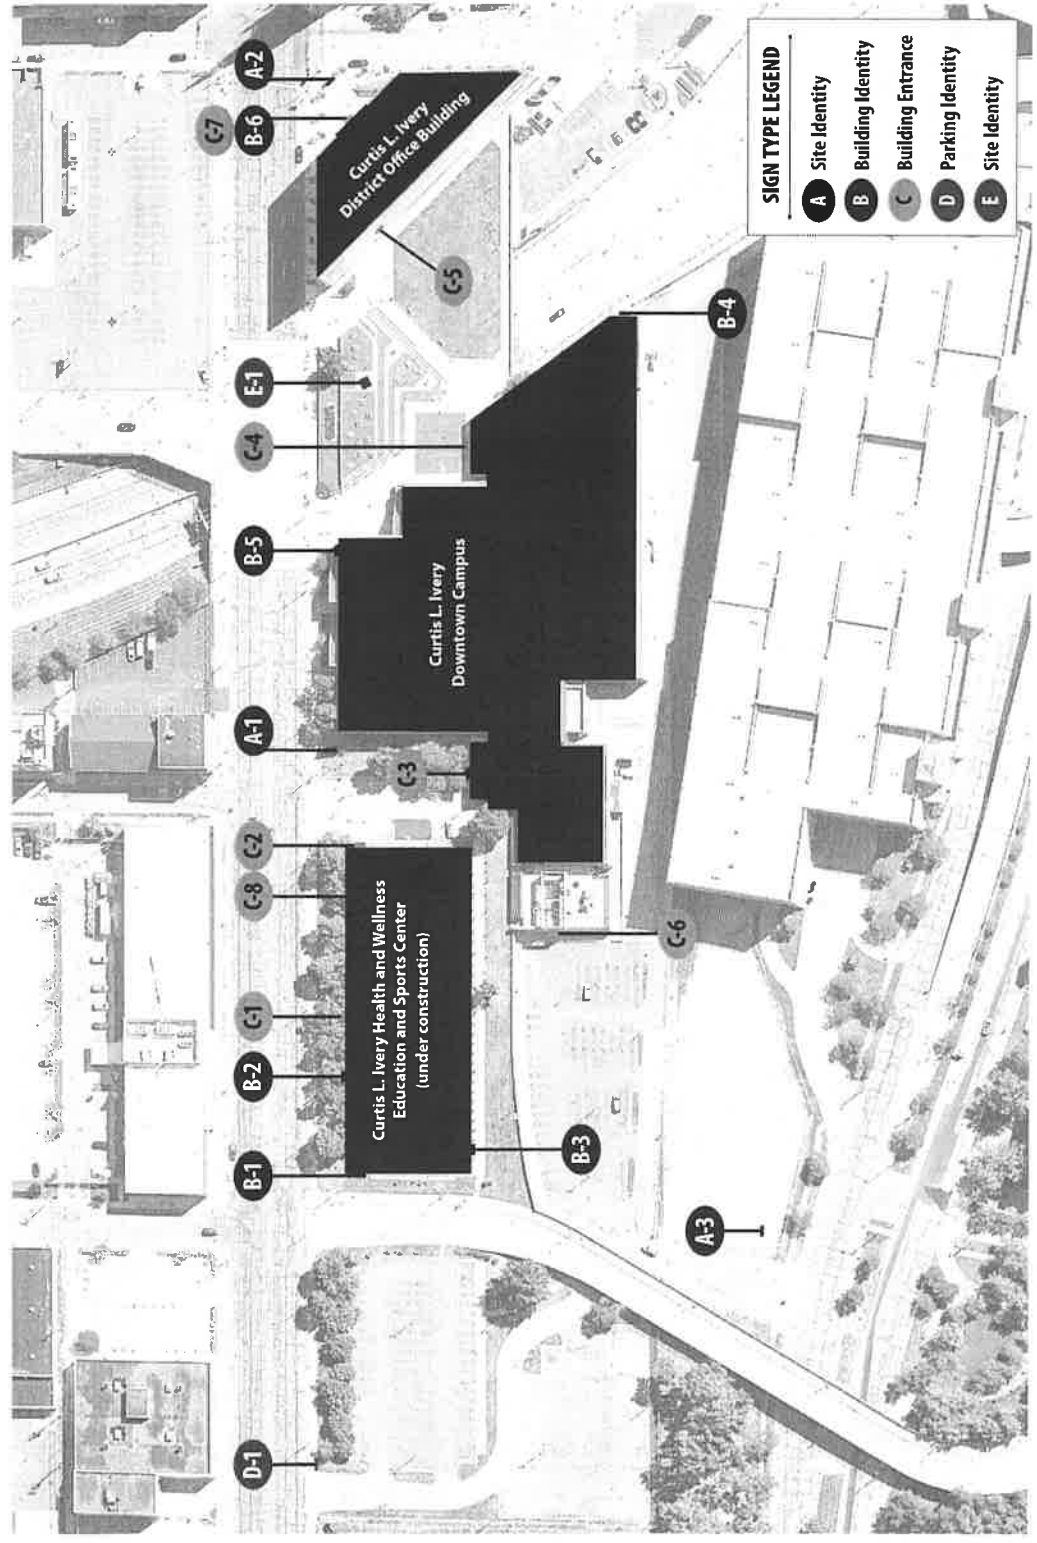 C-7
D-1
B-1
B-2
C-1
C-8
C-2
A-1
B-5
C-4
E-1
B-6
A-2
Curtis L. Ivery Health and Wellness
Education and Sports Center
(under construction)
C-3
Curtis L. Ivery
Downtown Campus
Curtis L. Ivery
District Office Building
C-5
B-3
C-6
A-3
B-4
SIGN TYPE LEGEND
A Site Identity
B Building Identity
C Building Entrance
D Parking Identity
E Site Identity